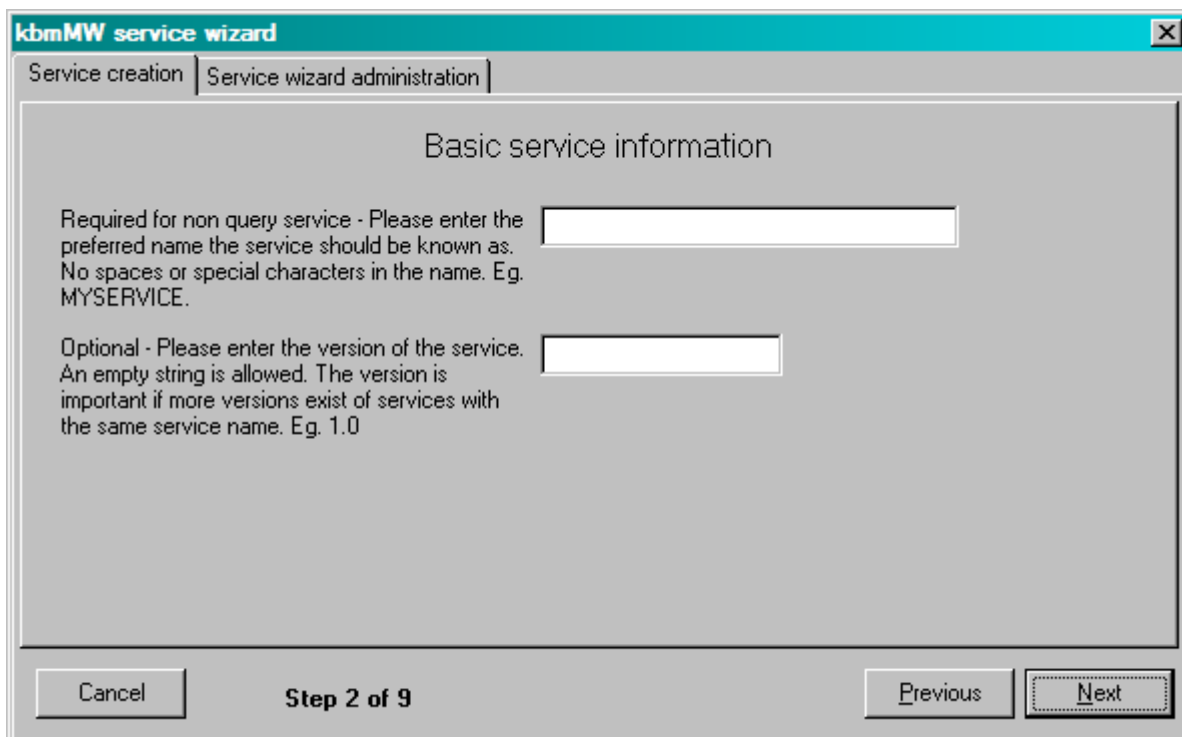 kbmMW service wizard
Service creation
Service wizard administration
Basic service information
Required for non query service - Please enter the
preferred name the service should be known as.
No spaces or special characters in the name. Eg.
MYSERVICE.
Optional - Please enter the version of the service.
An empty string is allowed. The version is
important if more versions exist of services with
the same service name. Eg. 1.0
Cancel
Step 2 of 9
Previous
Next